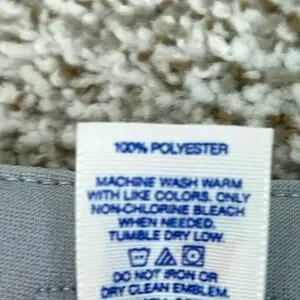 100% POLYESTER
MACHINE WASH WARM
WITH LIKE COLORS. ONLY
NON-CHLORINE BLEACH
WHEN NEEDED.
TUMBLE DRY LOW.
DO NOT IRON OR
DRY CLEAN EMBLEM.